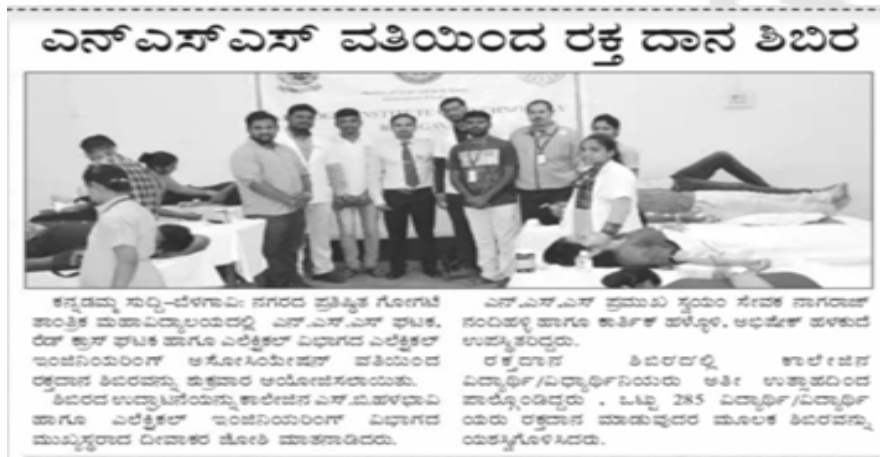 ಎನ್‌ಎಸ್‌ಎಸ್ ವತಿಯಿಂದ ರಕ್ತ ದಾನ ಶಿಬಿರ
INSTITUTE
ಕನ್ನಡಮ್ಮ ಸುದ್ದಿ-ಬೆಳಗಾವಿ: ನಗರದ ಪ್ರತಿಷ್ಠಿತ ಗೋಗಟೆ
ತಾಂತ್ರಿಕ ಮಹಾವಿದ್ಯಾಲಯದಲ್ಲಿ ಎನ್.ಎಸ್.ಎಸ್ ಘಟಕ,
ರೆಡ್ ಕ್ರಾಸ್ ಘಟಕ ಹಾಗೂ ಎಲೆಕ್ಟ್ರಿಕಲ್ ವಿಭಾಗದ ಎಲೆಕ್ಟ್ರಿಕಲ್
ಇಂಜಿನಿಯರಿಂಗ್ ಅಸೋಸಿಯೇಷನ್ ವತಿಯಿಂದ
ರಕ್ತದಾನ ಶಿಬಿರವನ್ನು ಶುಕ್ರವಾರ ಆಯೋಜಿಸಲಾಯಿತು.
ಶಿಬಿರದ ಉದ್ಘಾಟನೆಯನ್ನು ಕಾಲೇಜಿನ ಎಸ್.ಬಿ.ಹಳಭಾವಿ
ಹಾಗೂ ಎಲೆಕ್ಟ್ರಿಕಲ್ ಇಂಜಿನಿಯರಿಂಗ್ ವಿಭಾಗದ
ಮುಖ್ಯಸ್ಥರಾದ ದೀವಾಕರ ಜೋಶಿ ಮಾತನಾಡಿದರು.
ಎನ್.ಎಸ್.ಎಸ್ ಪ್ರಮುಖ ಸ್ವಯಂ ಸೇವಕ ನಾಗರಾಜ್
ನಂದಿಹಳ್ಳಿ ಹಾಗೂ ಕಾರ್ತಿಕ್ ಹಳ್ಳೊಳಿ, ಅಭಿಷೇಕ್ ಹಳಕುದೆ
ಉಪಸ್ಥಿತರಿದ್ದರು.
ರಕ್ತದಾನ ಶಿಬಿರದಲ್ಲಿ ಕಾಲೇಜಿನ
ವಿದ್ಯಾರ್ಥಿ/ವಿಧ್ಯಾರ್ಥಿನಿಯರು ಅತೀ ಉತ್ಸಾಹದಿಂದ
ಪಾಲ್ಗೊಂಡಿದ್ದರು . ಒಟ್ಟು 285 ವಿದ್ಯಾರ್ಥಿ/ವಿದ್ಯಾರ್ಥಿ
ಯರು ರಕ್ತದಾನ ಮಾಡುವುದರ ಮೂಲಕ ಶಿಬಿರವನ್ನು
ಯಶಸ್ವಿಗೊಳಿಸಿದರು.